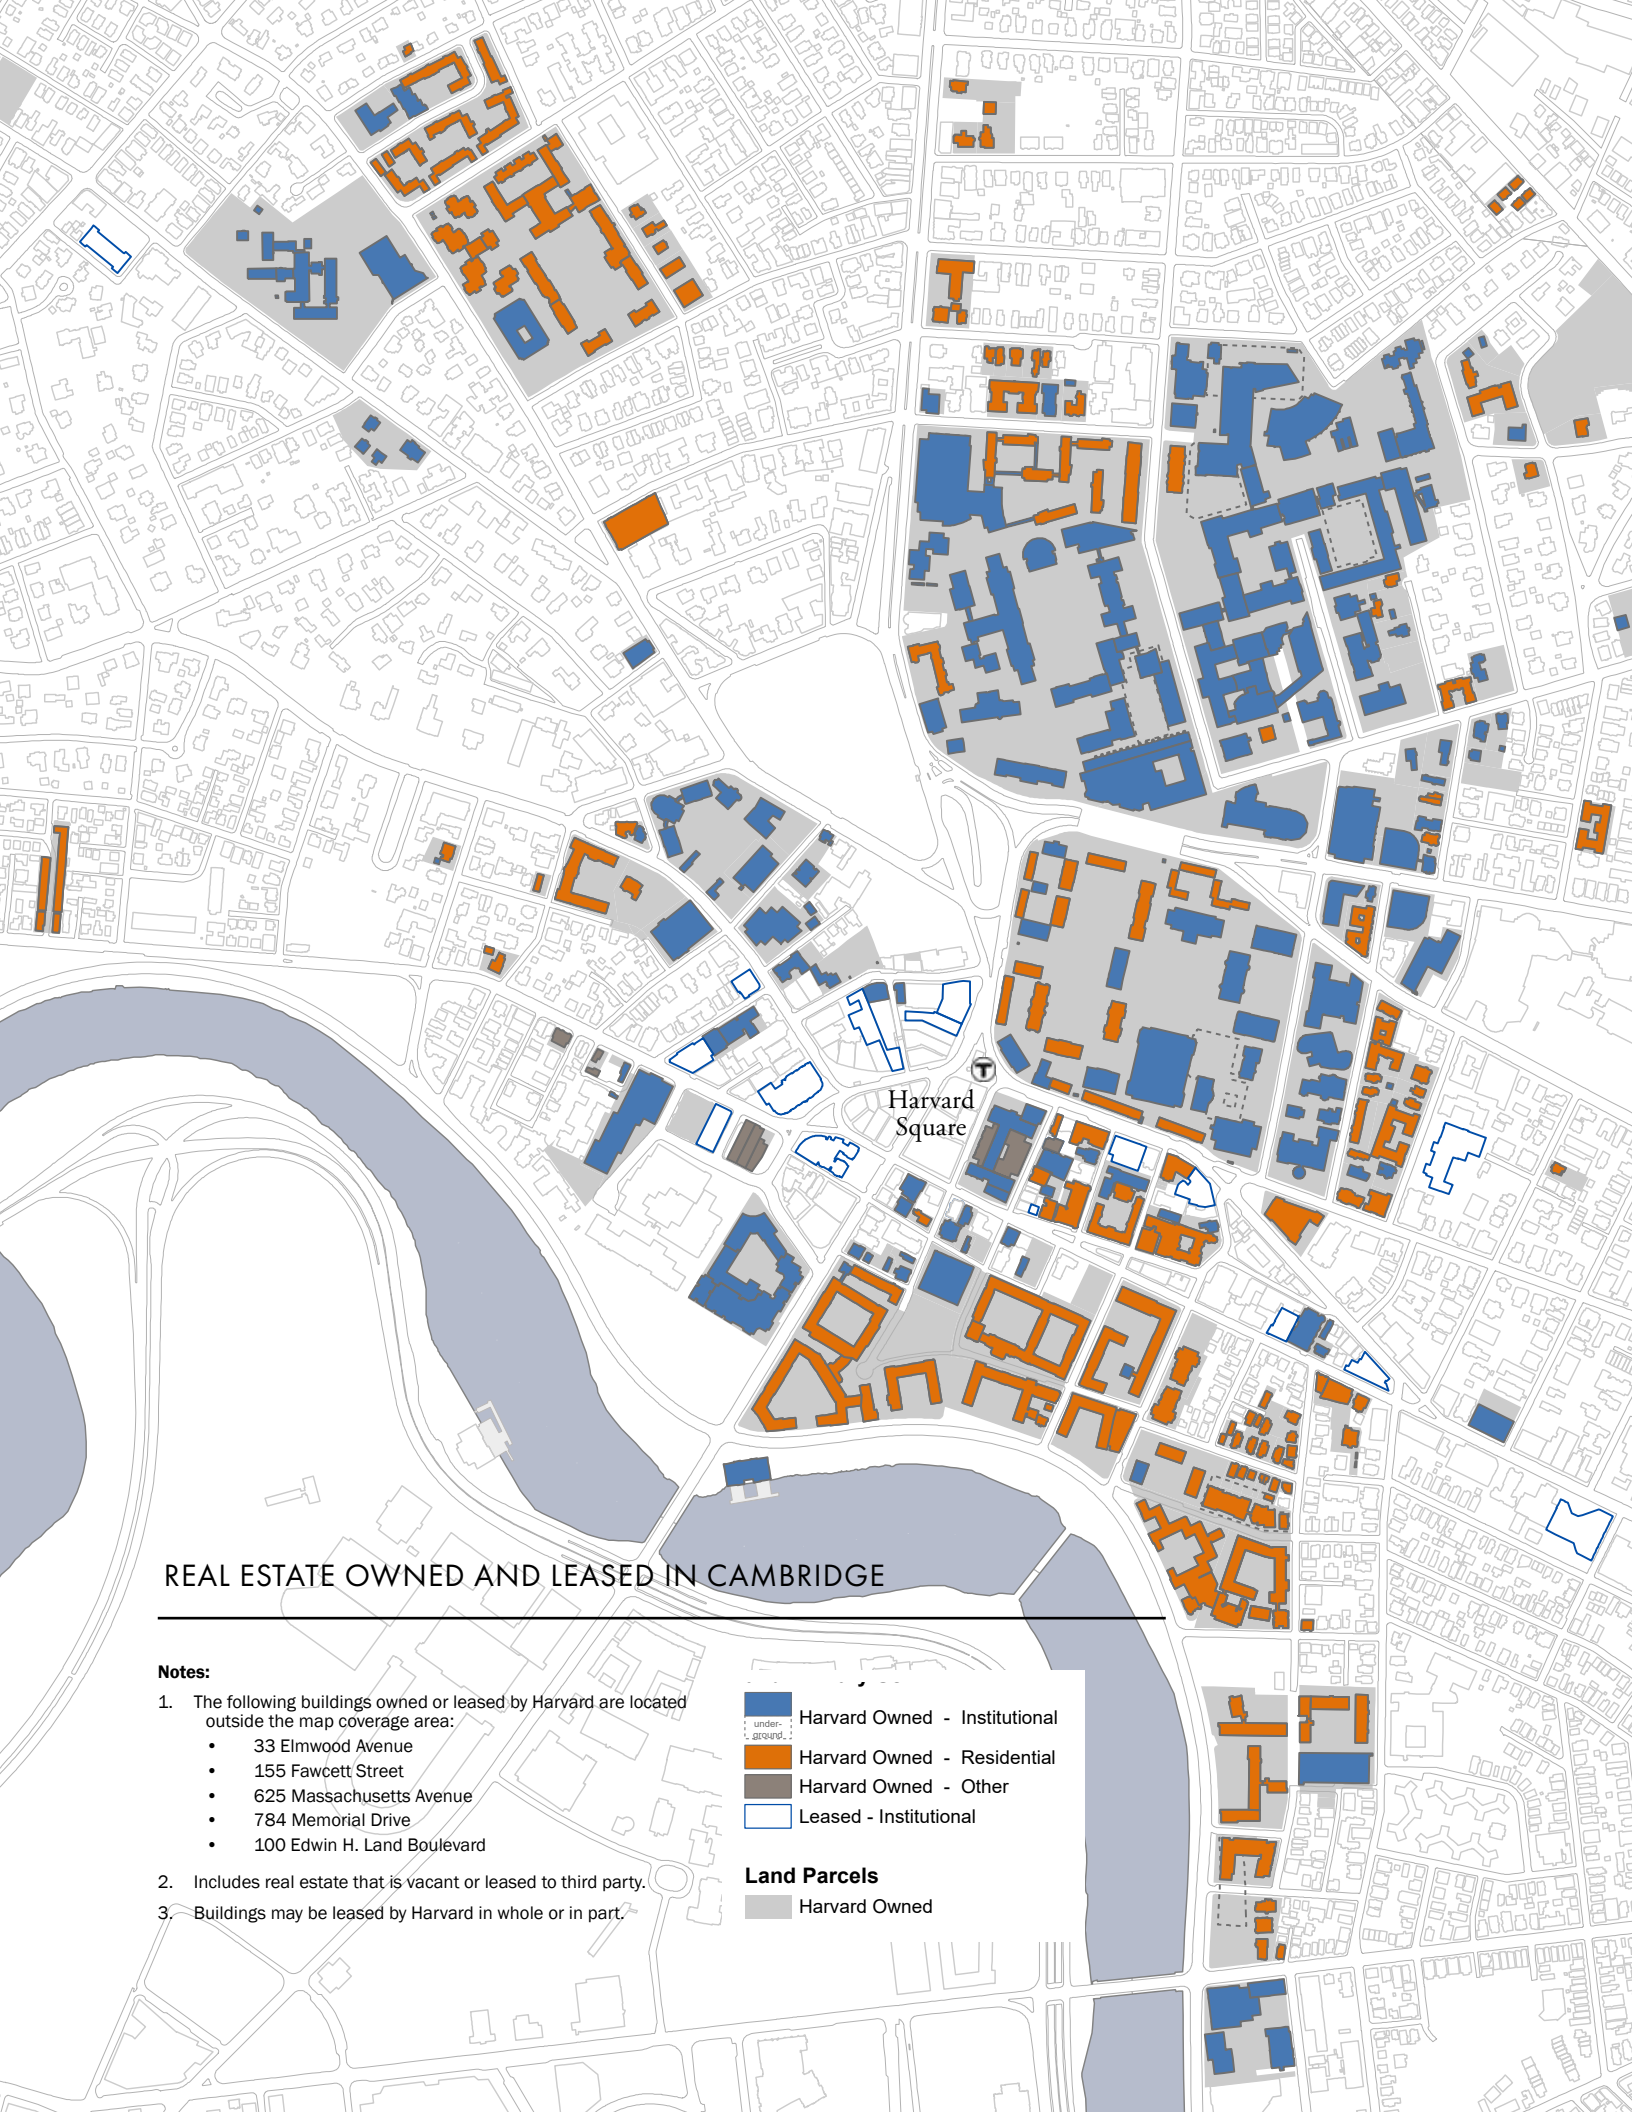 T
Harvard
Square
REAL ESTATE OWNED AND LEASED IN CAMBRIDGE
Notes:
1. The following buildings owned or leased by Harvard are located
outside the map coverage area:
• 33 Elmwood Avenue
• 155 Fawcett Street
• 625 Massachusetts Avenue
• 784 Memorial Drive
• 100 Edwin H. Land Boulevard
2. Includes real estate that is vacant or leased to third party.
3. Buildings may be leased by Harvard in whole or in part.
Harvard Owned - Institutional
under-
ground
Harvard Owned - Residential
Harvard Owned - Other
Leased - Institutional
Land Parcels
Harvard Owned